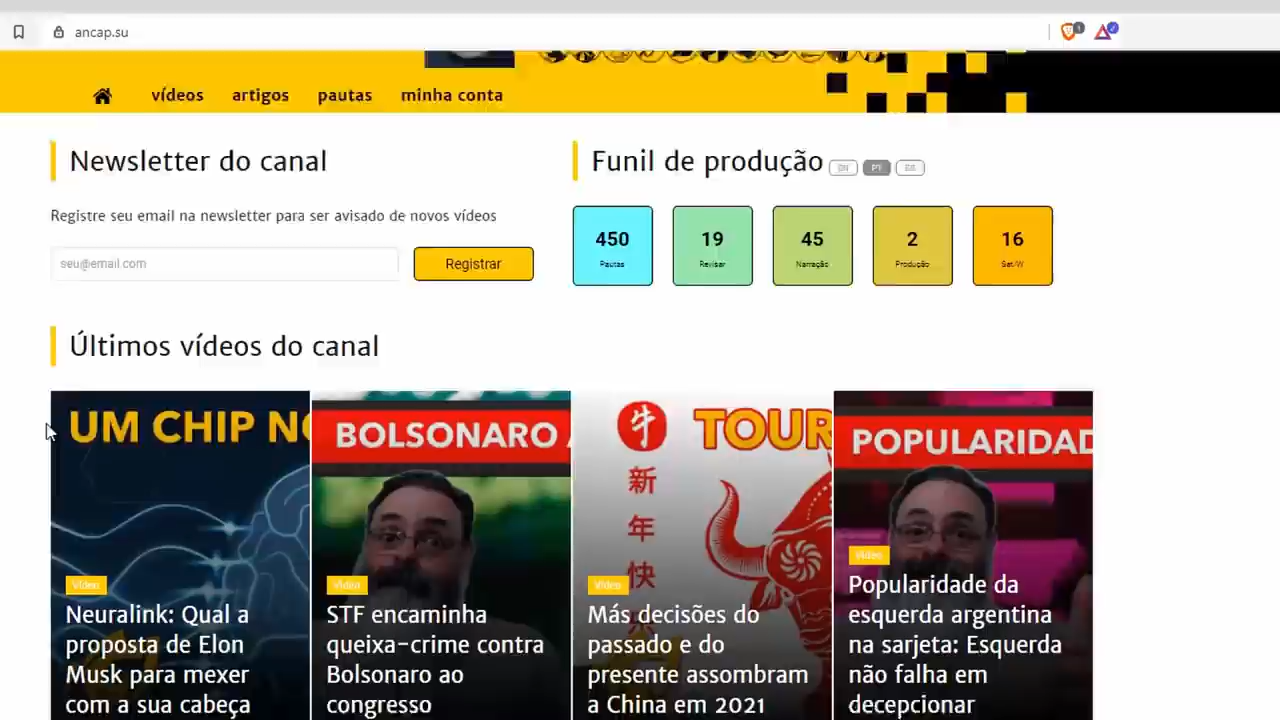 ancap.su
vídeos artigos pautas minha conta
Newsletter do canal
Funil de produção EN PT ES
Registre seu email na newsletter para ser avisado de novos vídeos
seu@email.com Registrar
450 19 45 2 16
Pautas Revisar Narração Produção
Últimos vídeos do canal
UM CHIP
BOLSONARO
牛
新
年
快
TOUR
POPULARIDAD
Vídeo
Neuralink: Qual a
proposta de Elon
Musk para mexer
com a sua cabeça
Vídeo
STF encaminha
queixa-crime contra
Bolsonaro ao
congresso
Vídeo
Más decisões do
passado e do
presente assombram
a China em 2021
Vídeo
Popularidade da
esquerda argentina
na sarjeta: Esquerda
não falha em
decepcionar